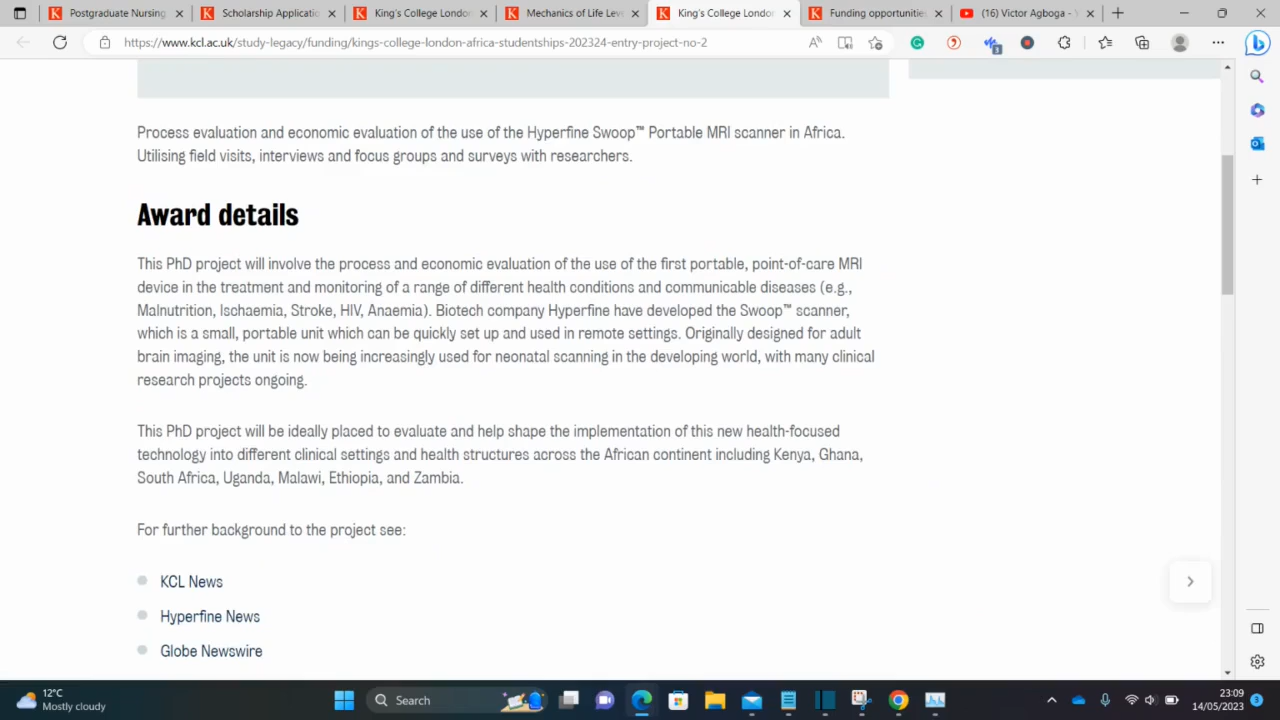 Postgraduate Nursing
Scholarship Applicatio
King's College London
Mechanics of Life Leve
King's College London
Funding opportunities
(16) Victor Agboga - Y
https://www.kcl.ac.uk/study-legacy/funding/kings-college-london-africa-studentships-202324-entry-project-no-2
Process evaluation and economic evaluation of the use of the Hyperfine Swoop™ Portable MRI scanner in Africa.
Utilising field visits, interviews and focus groups and surveys with researchers.
Award details
This PhD project will involve the process and economic evaluation of the use of the first portable, point-of-care MRI
device in the treatment and monitoring of a range of different health conditions and communicable diseases (e.g.,
Malnutrition, Ischaemia, Stroke, HIV, Anaemia). Biotech company Hyperfine have developed the Swoop™ scanner,
which is a small, portable unit which can be quickly set up and used in remote settings. Originally designed for adult
brain imaging, the unit is now being increasingly used for neonatal scanning in the developing world, with many clinical
research projects ongoing.
This PhD project will be ideally placed to evaluate and help shape the implementation of this new health-focused
technology into different clinical settings and health structures across the African continent including Kenya, Ghana,
South Africa, Uganda, Malawi, Ethiopia, and Zambia.
For further background to the project see:
KCL News
Hyperfine News
Globe Newswire
12°C
Mostly cloudy
Search
23:09
14/05/2023